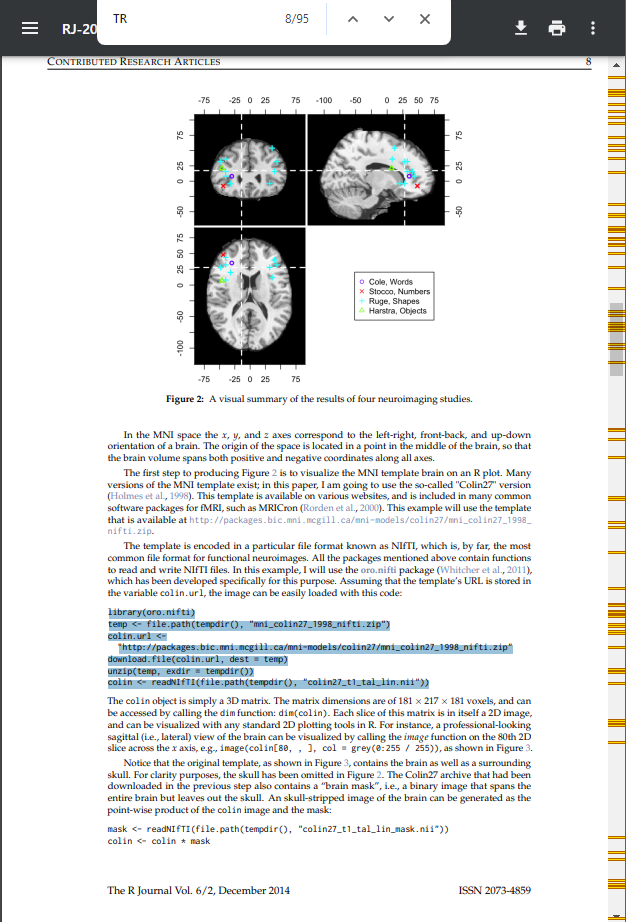 RJ-20
TR
8/95
CONTRIBUTED RESEARCH ARTICLES 8
-75 -25 0 25 75
-100 -50 0 25 50 75
75
25
0
-50
75
25
0
-50
75
50
25
0
-50
-100
-75 -25 0 25 75
Cole, Words
Stocco, Numbers
Ruge, Shapes
Harstra, Objects
Figure 2: A visual summary of the results of four neuroimaging studies.
In the MNI space the x, y, and z axes correspond to the left-right, front-back, and up-down
orientation of a brain. The origin of the space is located in a point in the middle of the brain, so that
the brain volume spans both positive and negative coordinates along all axes.
The first step to producing Figure 2 is to visualize the MNI template brain on an R plot. Many
versions of the MNI template exist; in this paper, I am going to use the so-called "Colin27" version
(Holmes et al., 1998). This template is available on various websites, and is included in many common
software packages for fMRI, such as MRICron (Rorden et al., 2000). This example will use the template
that is available at http://packages.bic.mni.mcgill.ca/mni-models/colin27/mni_colin27_1998_
nifti.zip.
The template is encoded in a particular file format known as NIfTI, which is, by far, the most
common file format for functional neuroimages. All the packages mentioned above contain functions
to read and write NIfTI files. In this example, I will use the oro.nifti package (Whitcher et al., 2011),
which has been developed specifically for this purpose. Assuming that the template's URL is stored in
the variable colin.url, the image can be easily loaded with this code:
library(oro.nifti)
temp <- file.path(tempdir(), "mni_colin27_1998_nifti.zip")
colin.url <-
"http://packages.bic.mni.mcgill.ca/mni-models/colin27/mni_colin27_1998_nifti.zip"
download.file(colin.url, dest = temp)
unzip(temp, exdir = tempdir())
colin <- readNIfTI(file.path(tempdir(), "colin27_t1_tal_lin.nii"))
The colin object is simply a 3D matrix. The matrix dimensions are of 181 × 217 × 181 voxels, and can
be accessed by calling the dim function: dim(colin). Each slice of this matrix is in itself a 2D image,
and can be visualized with any standard 2D plotting tools in R. For instance, a professional-looking
sagittal (i.e., lateral) view of the brain can be visualized by calling the image function on the 80th 2D
slice across the x axis, e.g., image(colin[80, , ], col = grey(0:255 / 255)), as shown in Figure 3.
Notice that the original template, as shown in Figure 3, contains the brain as well as a surrounding
skull. For clarity purposes, the skull has been omitted in Figure 2. The Colin27 archive that had been
downloaded in the previous step also contains a "brain mask", i.e., a binary image that spans the
entire brain but leaves out the skull. An skull-stripped image of the brain can be generated as the
point-wise product of the colin image and the mask:
mask <- readNIfTI(file.path(tempdir(), "colin27_t1_tal_lin_mask.nii"))
colin <- colin * mask
The R Journal Vol. 6/2, December 2014 ISSN 2073-4859